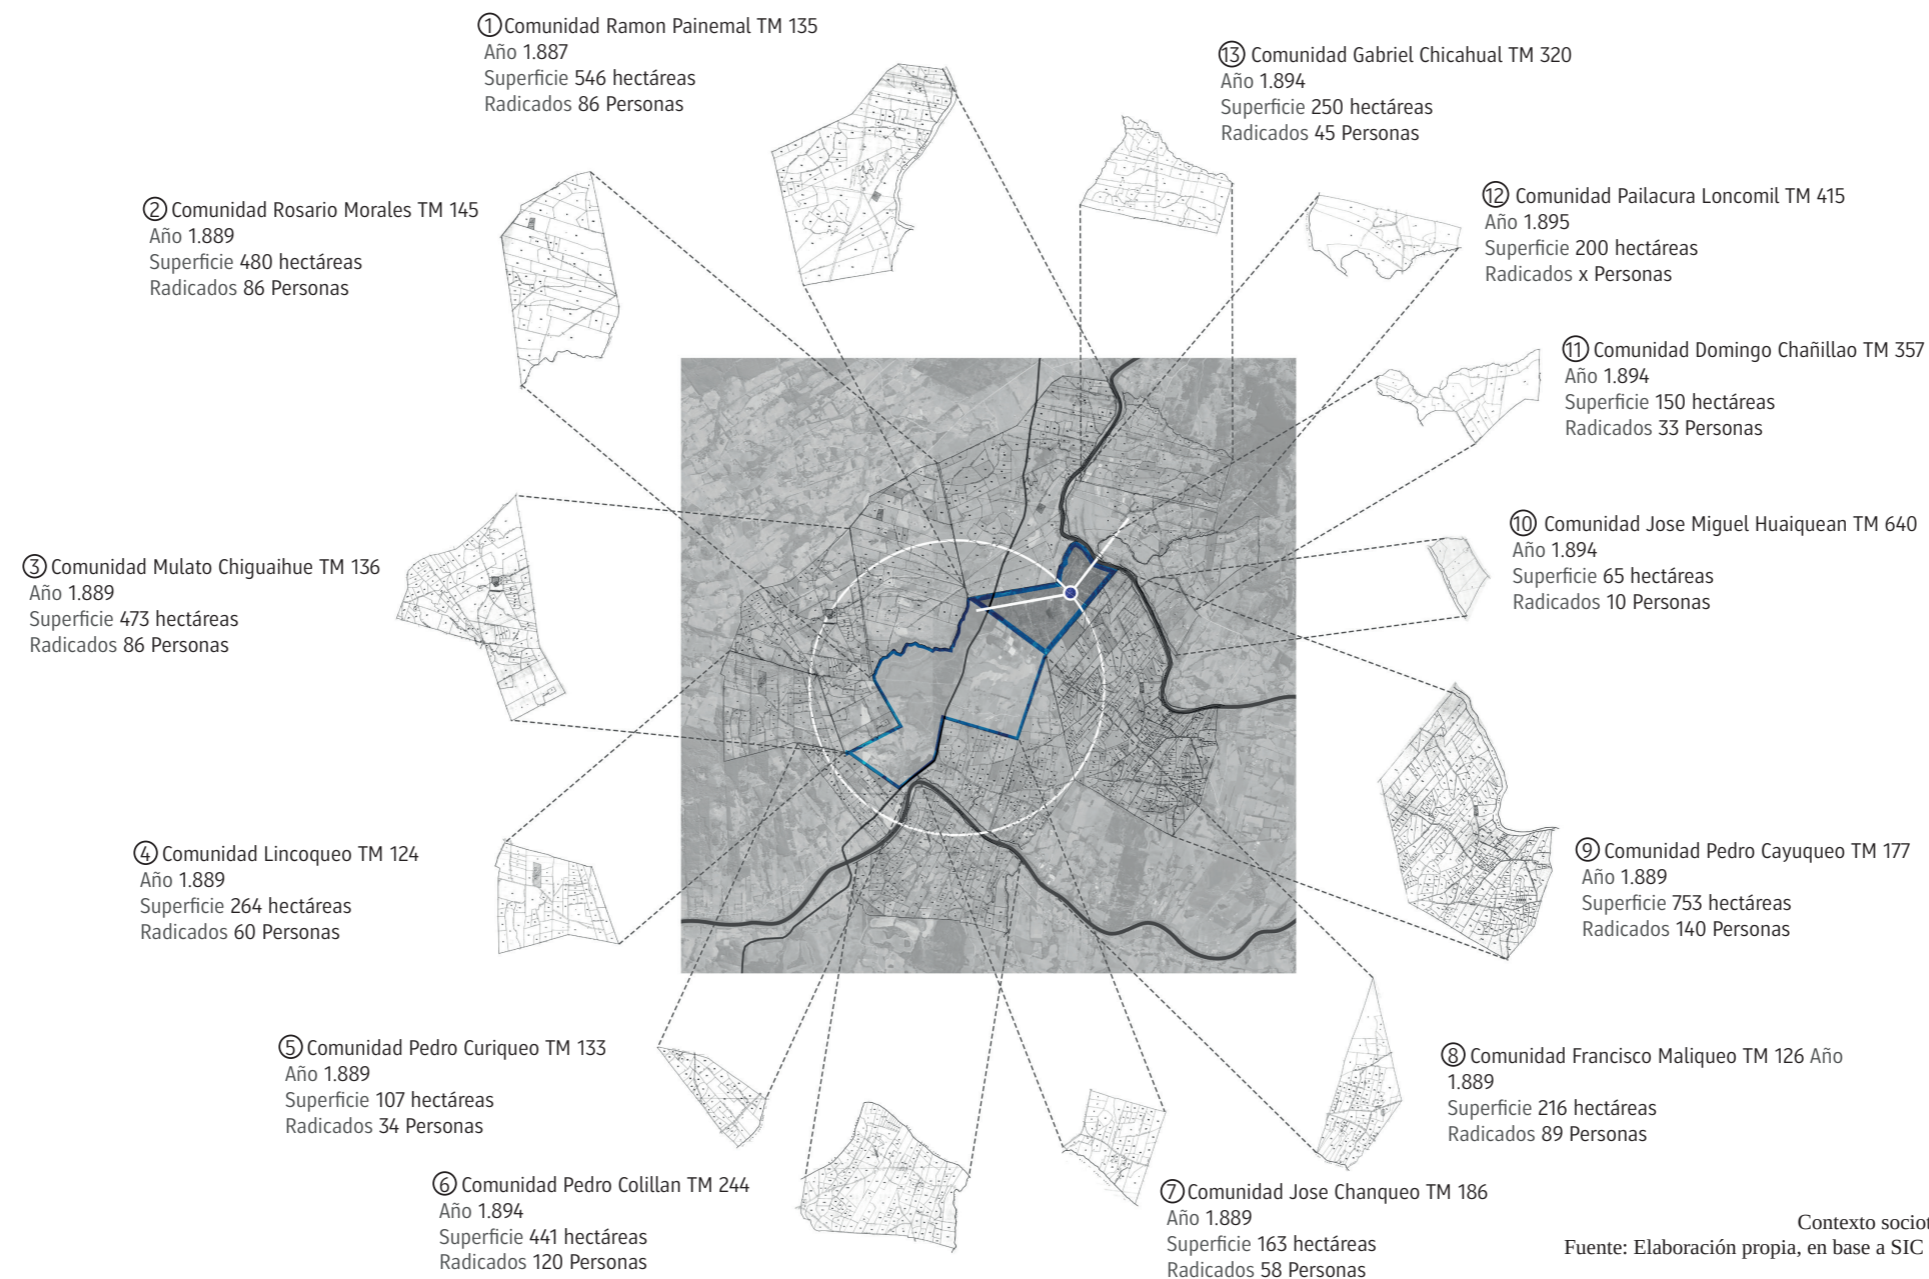 ① Comunidad Ramon Painemal TM 135
Año 1.887
Superficie 546 hectáreas
Radicados 86 Personas
② Comunidad Rosario Morales TM 145
Año 1.889
Superficie 480 hectáreas
Radicados 86 Personas
③ Comunidad Mulato Chiguaihue TM 136
Año 1.889
Superficie 473 hectáreas
Radicados 86 Personas
④ Comunidad Lincoqueo TM 124
Año 1.889
Superficie 264 hectáreas
Radicados 60 Personas
⑤ Comunidad Pedro Curiqueo TM 133
Año 1.889
Superficie 107 hectáreas
Radicados 34 Personas
⑥ Comunidad Pedro Colillan TM 244
Año 1.894
Superficie 441 hectáreas
Radicados 120 Personas
⑦ Comunidad Jose Chanqueo TM 186
Año 1.889
Superficie 163 hectáreas
Radicados 58 Personas
⑧ Comunidad Francisco Maliqueo TM 126 Año
1.889
Superficie 216 hectáreas
Radicados 89 Personas
⑨ Comunidad Pedro Cayuqueo TM 177
Año 1.889
Superficie 753 hectáreas
Radicados 140 Personas
⑩ Comunidad Jose Miguel Huaiquean TM 640
Año 1.894
Superficie 65 hectáreas
Radicados 10 Personas
⑪ Comunidad Domingo Chañillao TM 357
Año 1.894
Superficie 150 hectáreas
Radicados 33 Personas
⑫ Comunidad Pailacura Loncomil TM 415
Año 1.895
Superficie 200 hectáreas
Radicados x Personas
⑬ Comunidad Gabriel Chicahual TM 320
Año 1.894
Superficie 250 hectáreas
Radicados 45 Personas
Contexto socio
Fuente: Elaboración propia, en base a SIC